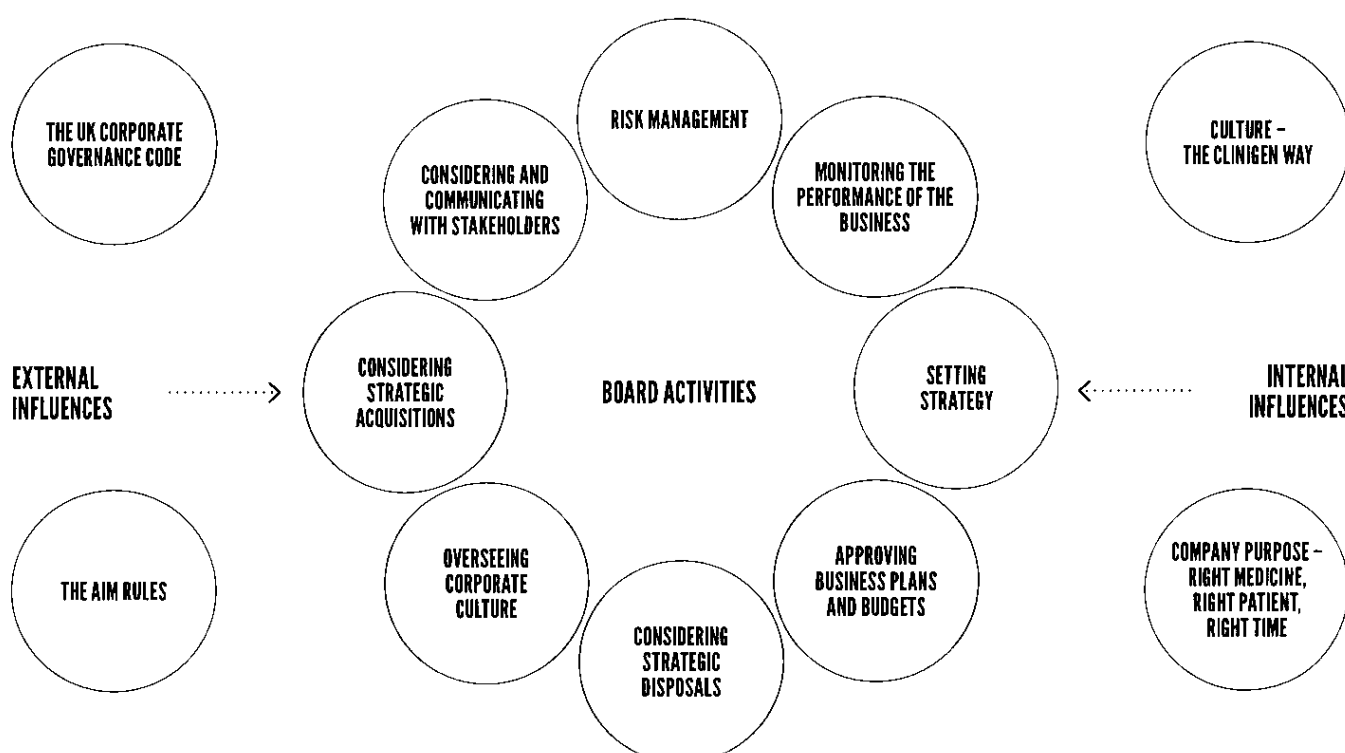 THE UK CORPORATE
GOVERNANCE CODE
EXTERNAL
INFLUENCES
THE AIM RULES
RISK MANAGEMENT
CONSIDERING AND
COMMUNICATING
WITH STAKEHOLDERS
MONITORING THE
PERFORMANCE OF THE
BUSINESS
CONSIDERING
STRATEGIC
ACQUISITIONS
BOARD ACTIVITIES
SETTING
STRATEGY
OVERSEEING
CORPORATE
CULTURE
APPROVING
BUSINESS PLANS
AND BUDGETS
CONSIDERING
STRATEGIC
DISPOSALS
CULTURE –
THE CLINIGEN WAY
INTERNAL
INFLUENCES
COMPANY PURPOSE –
RIGHT MEDICINE,
RIGHT PATIENT,
RIGHT TIME